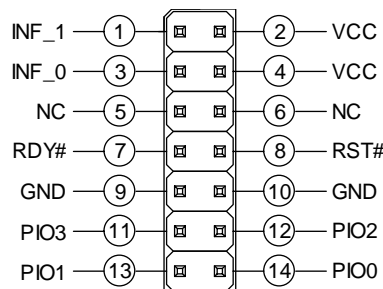 INF_1 1 2 VCC
INF_0 3 4 VCC
NC 5 6 NC
RDY# 7 8 RST#
GND 9 10 GND
PIO3 11 12 PIO2
PIO1 13 14 PIO0